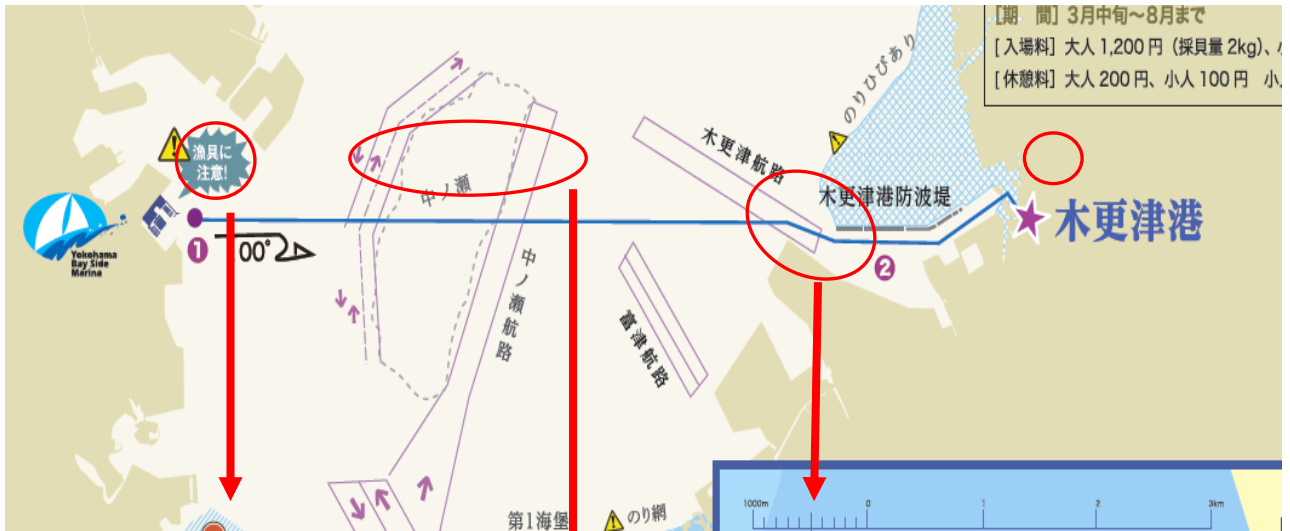 [期 間] 3月中旬～8月まで
[入場料] 大人 1,200 円（採貝量 2kg）、
[休憩料] 大人 200 円、小人 100 円 小
のりひびあり
漁具に
注意!
木更津航路
中ノ瀬
木更津港防波堤
木更津港
Yokohama
Bay Side
Marina
1
100°
2
中ノ瀬航路
富津航路
第1海堡
のり網
1000m 0 1 2 3km